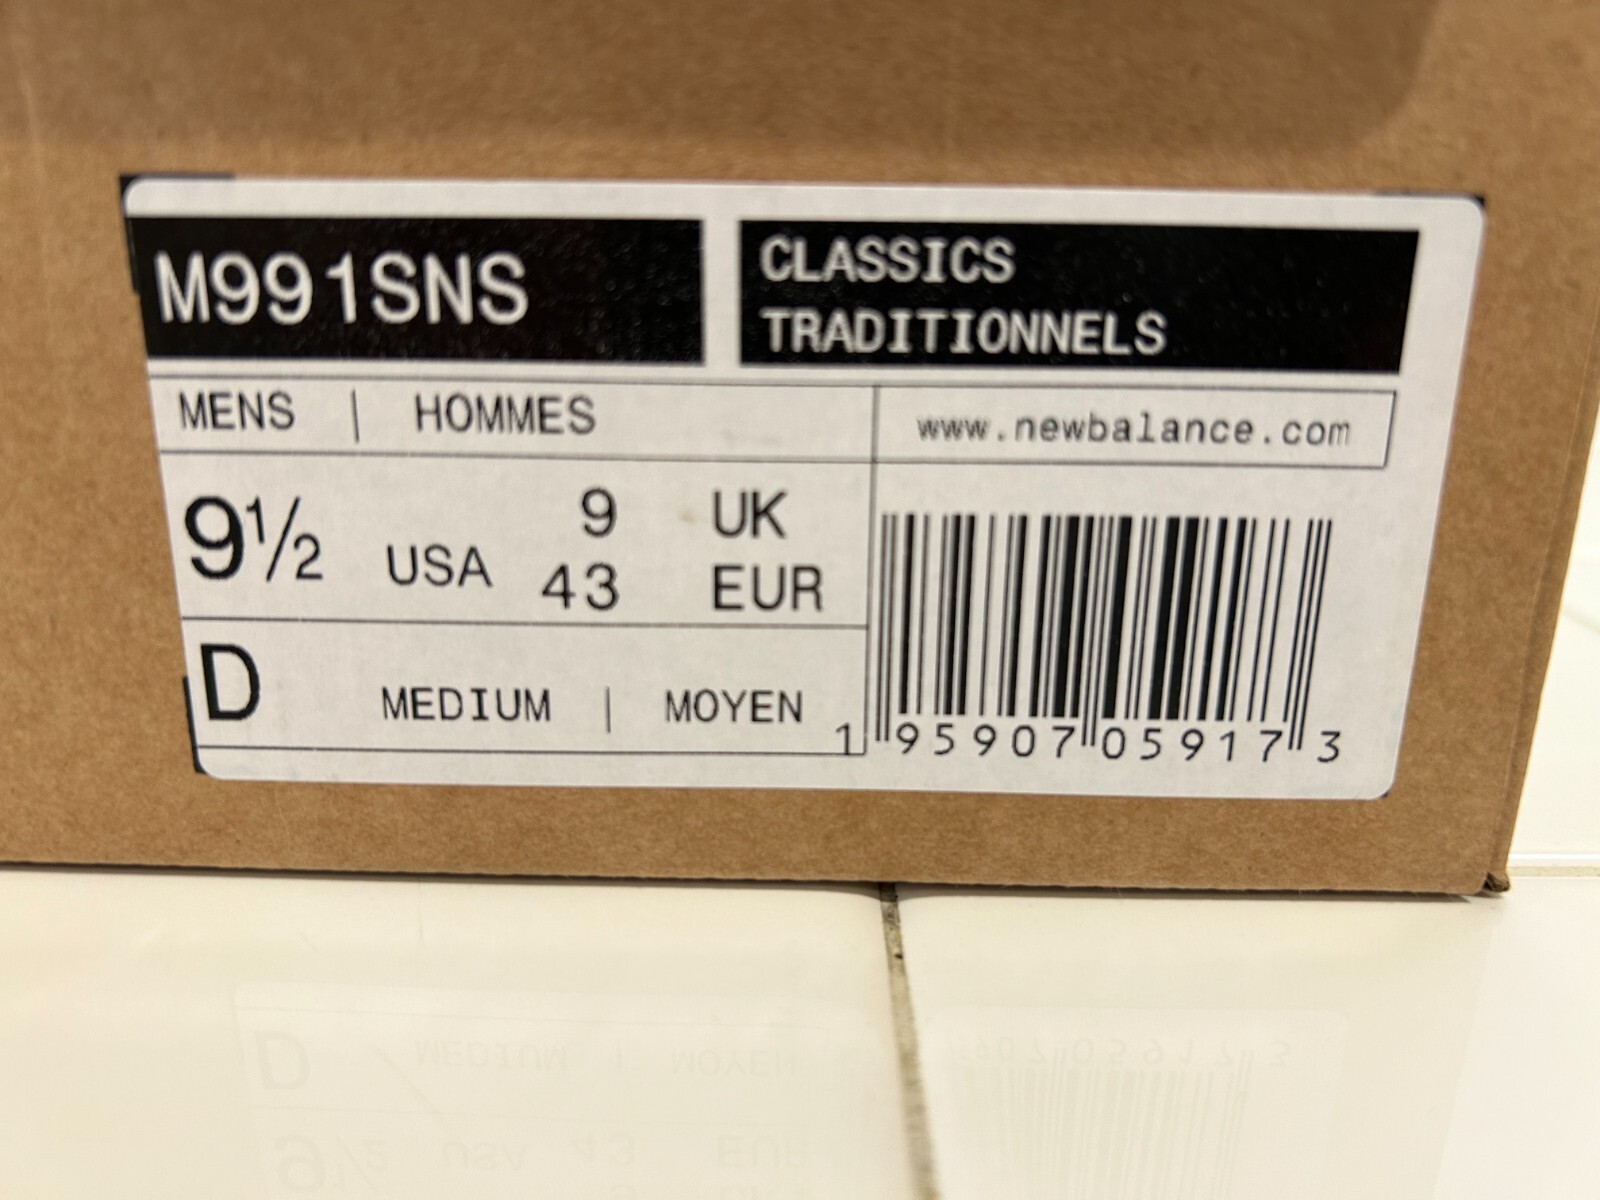 M991SNS
CLASSICS
TRADITIONNELS
MENS | HOMMES
www.newbalance.com
9½ USA
9 UK
43 EUR
D MEDIUM | MOYEN
1 95907 05917 3